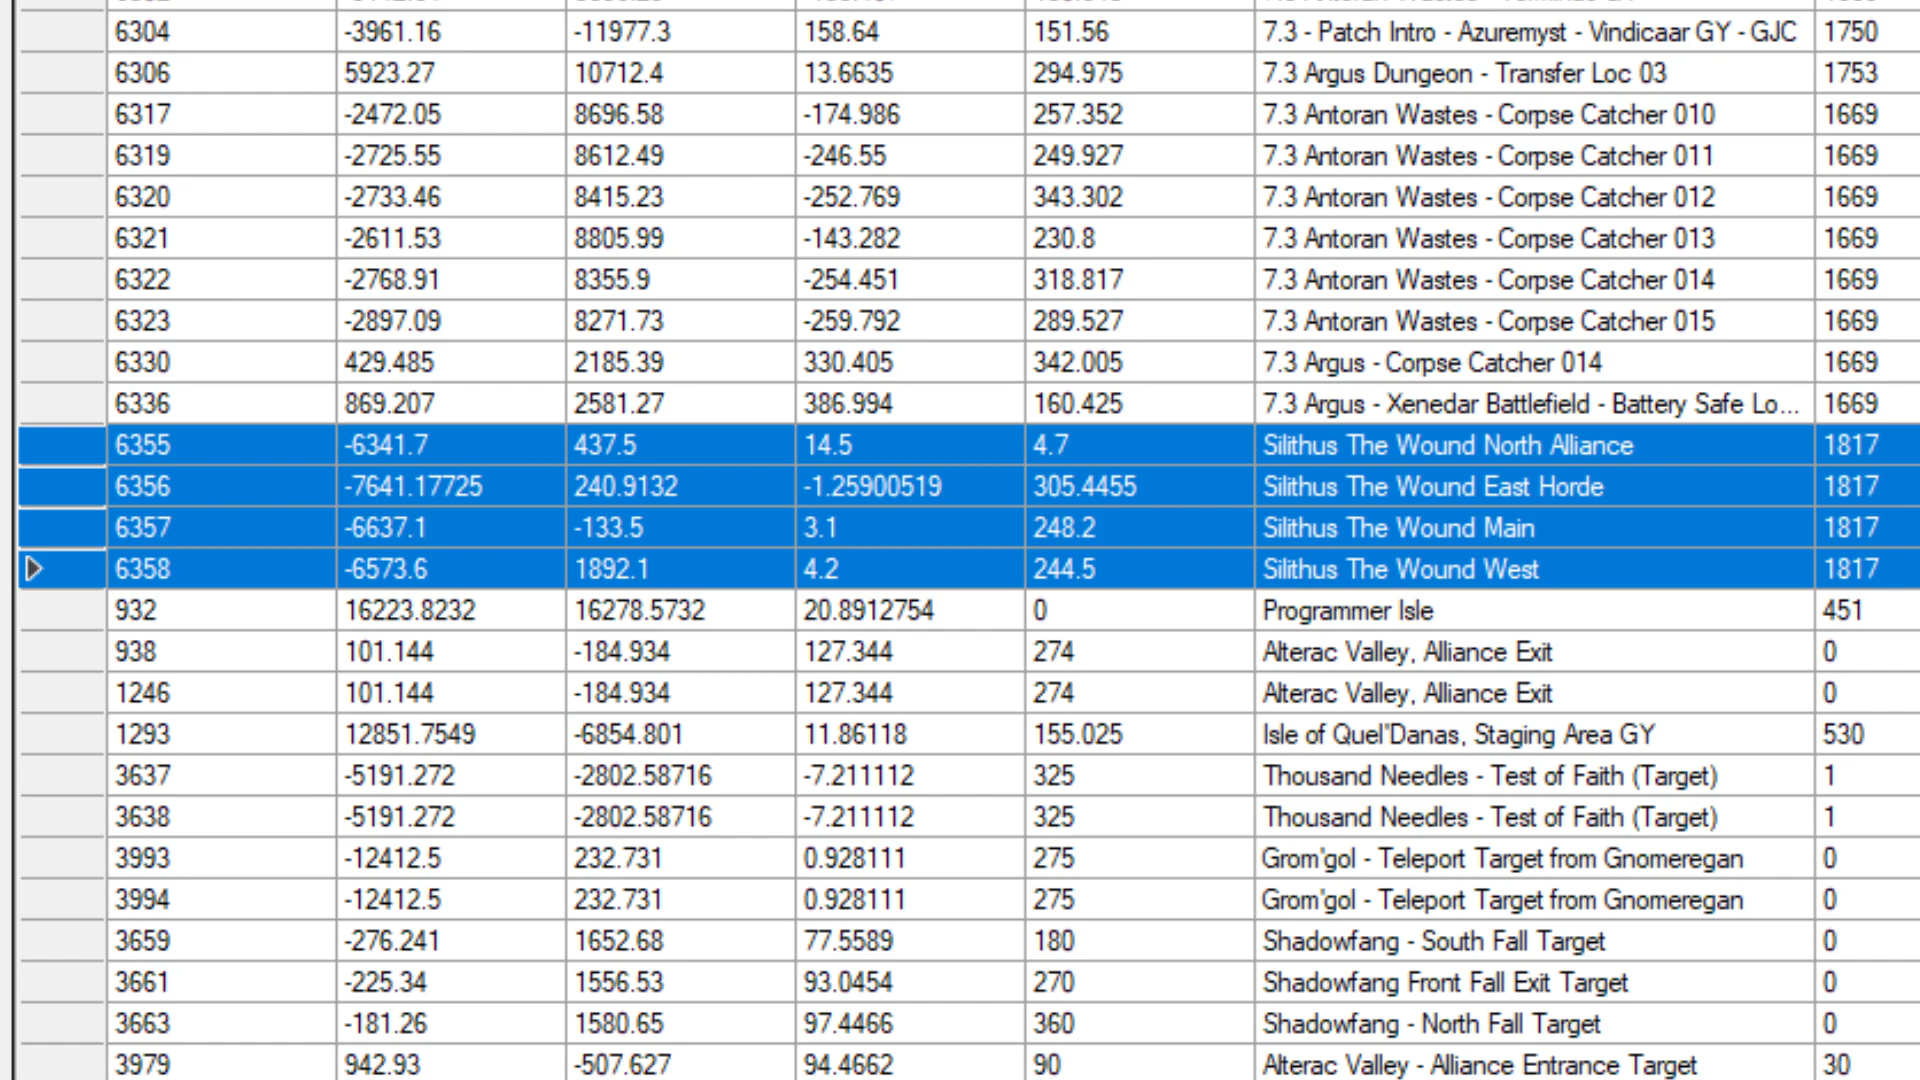 6304 -3961.16 -11977.3 158.64 151.56 7.3 - Patch Intro - Azuremyst - Vindicaar GY - GJC 1750
6306 5923.27 10712.4 13.6635 294.975 7.3 Argus Dungeon - Transfer Loc 03 1753
6317 -2472.05 8696.58 -174.986 257.352 7.3 Antoran Wastes - Corpse Catcher 010 1669
6319 -2725.55 8612.49 -246.55 249.927 7.3 Antoran Wastes - Corpse Catcher 011 1669
6320 -2733.46 8415.23 -252.769 343.302 7.3 Antoran Wastes - Corpse Catcher 012 1669
6321 -2611.53 8805.99 -143.282 230.8 7.3 Antoran Wastes - Corpse Catcher 013 1669
6322 -2768.91 8355.9 -254.451 318.817 7.3 Antoran Wastes - Corpse Catcher 014 1669
6323 -2897.09 8271.73 -259.792 289.527 7.3 Antoran Wastes - Corpse Catcher 015 1669
6330 429.485 2185.39 330.405 342.005 7.3 Argus - Corpse Catcher 014 1669
6336 869.207 2581.27 386.994 160.425 7.3 Argus - Xenedar Battlefield - Battery Safe Lo... 1669
6355 -6341.7 437.5 14.5 4.7 Silithus The Wound North Alliance 1817
6356 -7641.17725 240.9132 -1.25900519 305.4455 Silithus The Wound East Horde 1817
6357 -6637.1 -133.5 3.1 248.2 Silithus The Wound Main 1817
6358 -6573.6 1892.1 4.2 244.5 Silithus The Wound West 1817
932 16223.8232 16278.5732 20.8912754 0 Programmer Isle 451
938 101.144 -184.934 127.344 274 Alterac Valley, Alliance Exit 0
1246 101.144 -184.934 127.344 274 Alterac Valley, Alliance Exit 0
1293 12851.7549 -6854.801 11.86118 155.025 Isle of Quel'Danas, Staging Area GY 530
3637 -5191.272 -2802.58716 -7.211112 325 Thousand Needles - Test of Faith (Target) 1
3638 -5191.272 -2802.58716 -7.211112 325 Thousand Needles - Test of Faith (Target) 1
3993 -12412.5 232.731 0.928111 275 Grom'gol - Teleport Target from Gnomeregan 0
3994 -12412.5 232.731 0.928111 275 Grom'gol - Teleport Target from Gnomeregan 0
3659 -276.241 1652.68 77.5589 180 Shadowfang - South Fall Target 0
3661 -225.34 1556.53 93.0454 270 Shadowfang Front Fall Exit Target 0
3663 -181.26 1580.65 97.4466 360 Shadowfang - North Fall Target 0
3979 942.93 -507.627 94.4662 90 Alterac Valley - Alliance Entrance Target 30